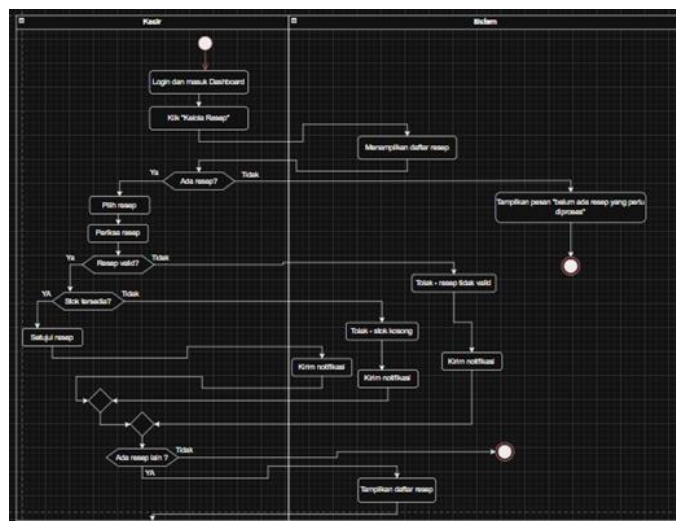 Kasir
Sistem
Login dan masuk Dashboard
Klik "Kelola Resep"
Menampilkan daftar resep
Ya
Ada resep?
Tidak
Pilih resep
Tampilkan pesan "belum ada resep yang perlu
diproses"
Periksa resep
Ya
Resep valid?
Tidak
Tolak - resep tidak valid
YA
Stok tersedia?
Tidak
Setujui resep
Tolak - stok kosong
Kirim notifikasi
Kirim notifikasi
Kirim notifikasi
Ada resep lain ?
Tidak
YA
Tampilkan daftar resep